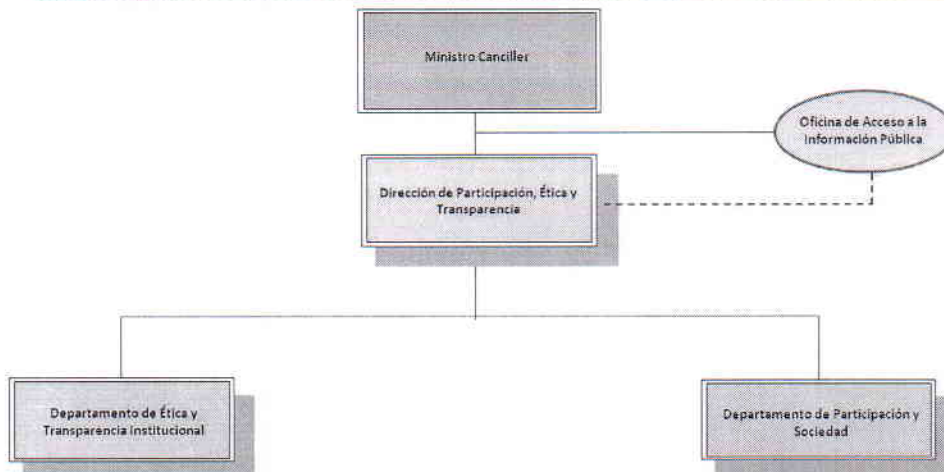 Ministro Canciller
Oficina de Acceso a la
Información Pública
Dirección de Participación, Ética y
Transparencia
Departamento de Ética y
Transparencia Institucional
Departamento de Participación y
Sociedad